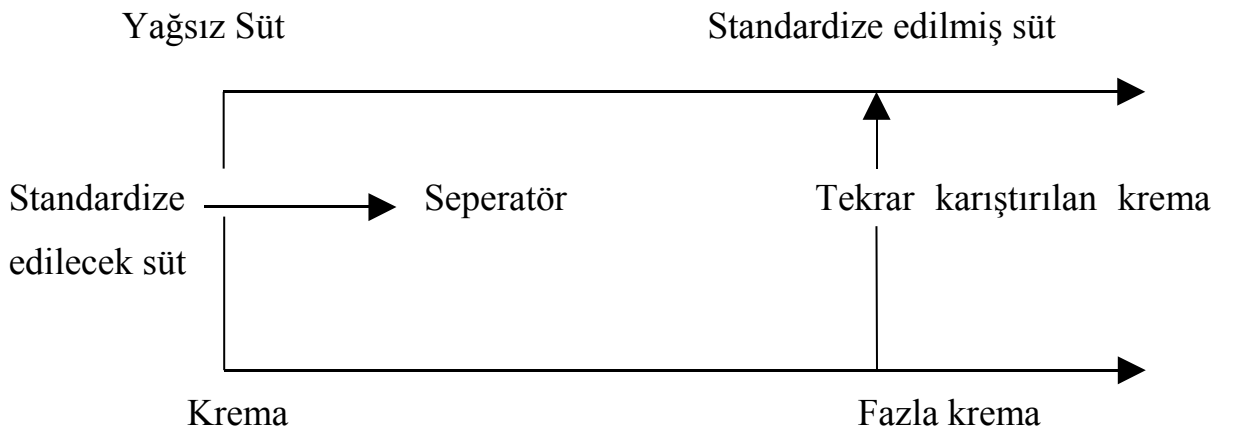 Yağsız Süt
Standardize edilmiş süt
Standardize
edilecek süt
Seperatör
Tekrar karıştırılan krema
Krema
Fazla krema